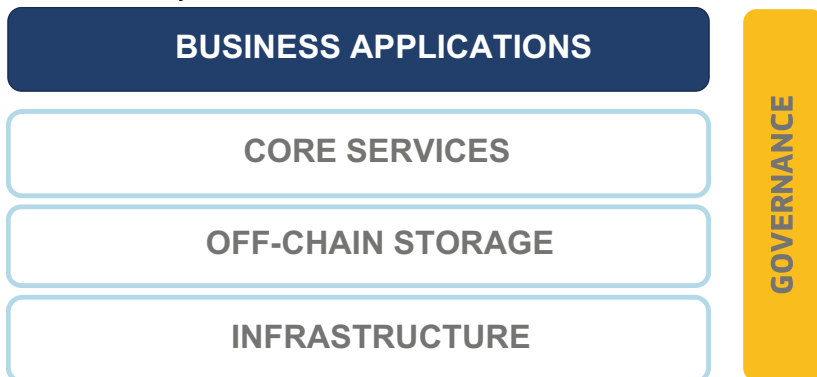 BUSINESS APPLICATIONS
CORE SERVICES
OFF-CHAIN STORAGE
INFRASTRUCTURE
GOVERNANCE